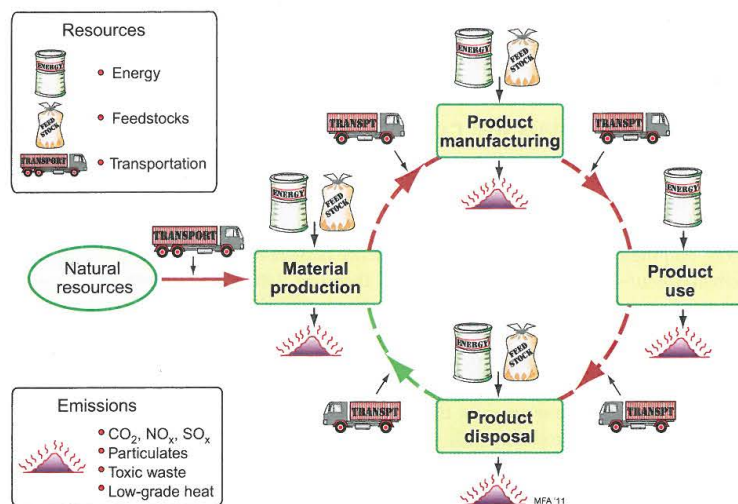 Resources
ENERGY
Energy
FEED STOCK
Feedstocks
TRANSPORT
Transportation
ENERGY
FEED STOCK
TRANSPT
Product
manufacturing
TRANSPT
ENERGY
FEED STOCK
ENERGY
TRANSPORT
Natural
resources
Material
production
Product
use
ENERGY
FEED STOCK
TRANSPT
Product
disposal
TRANSPT
Emissions
CO₂, NOₓ, SOₓ
Particulates
Toxic waste
Low-grade heat
MFA '11